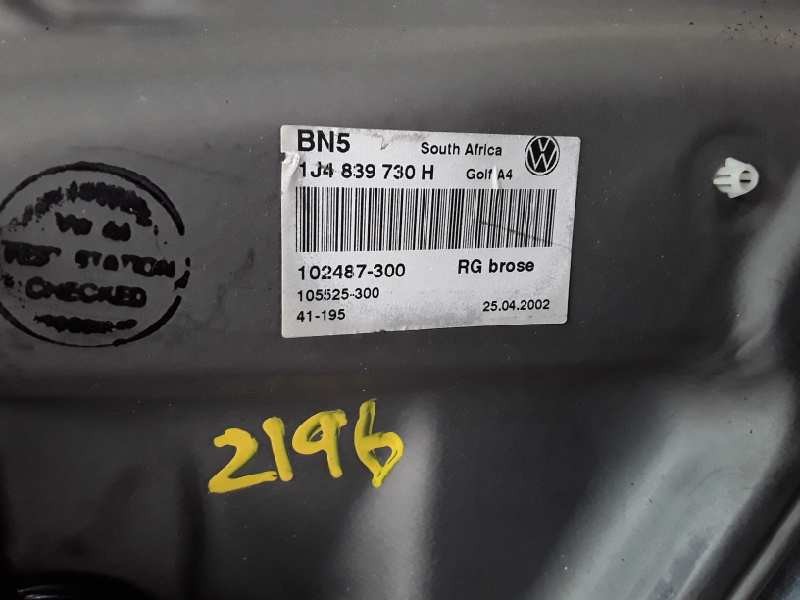 BN5
South Africa
1J4 839 730 H
Golf A4
102487-300
RG brose
105525-300
41-195
25.04.2002
TEST STATION
CHECKED
2196